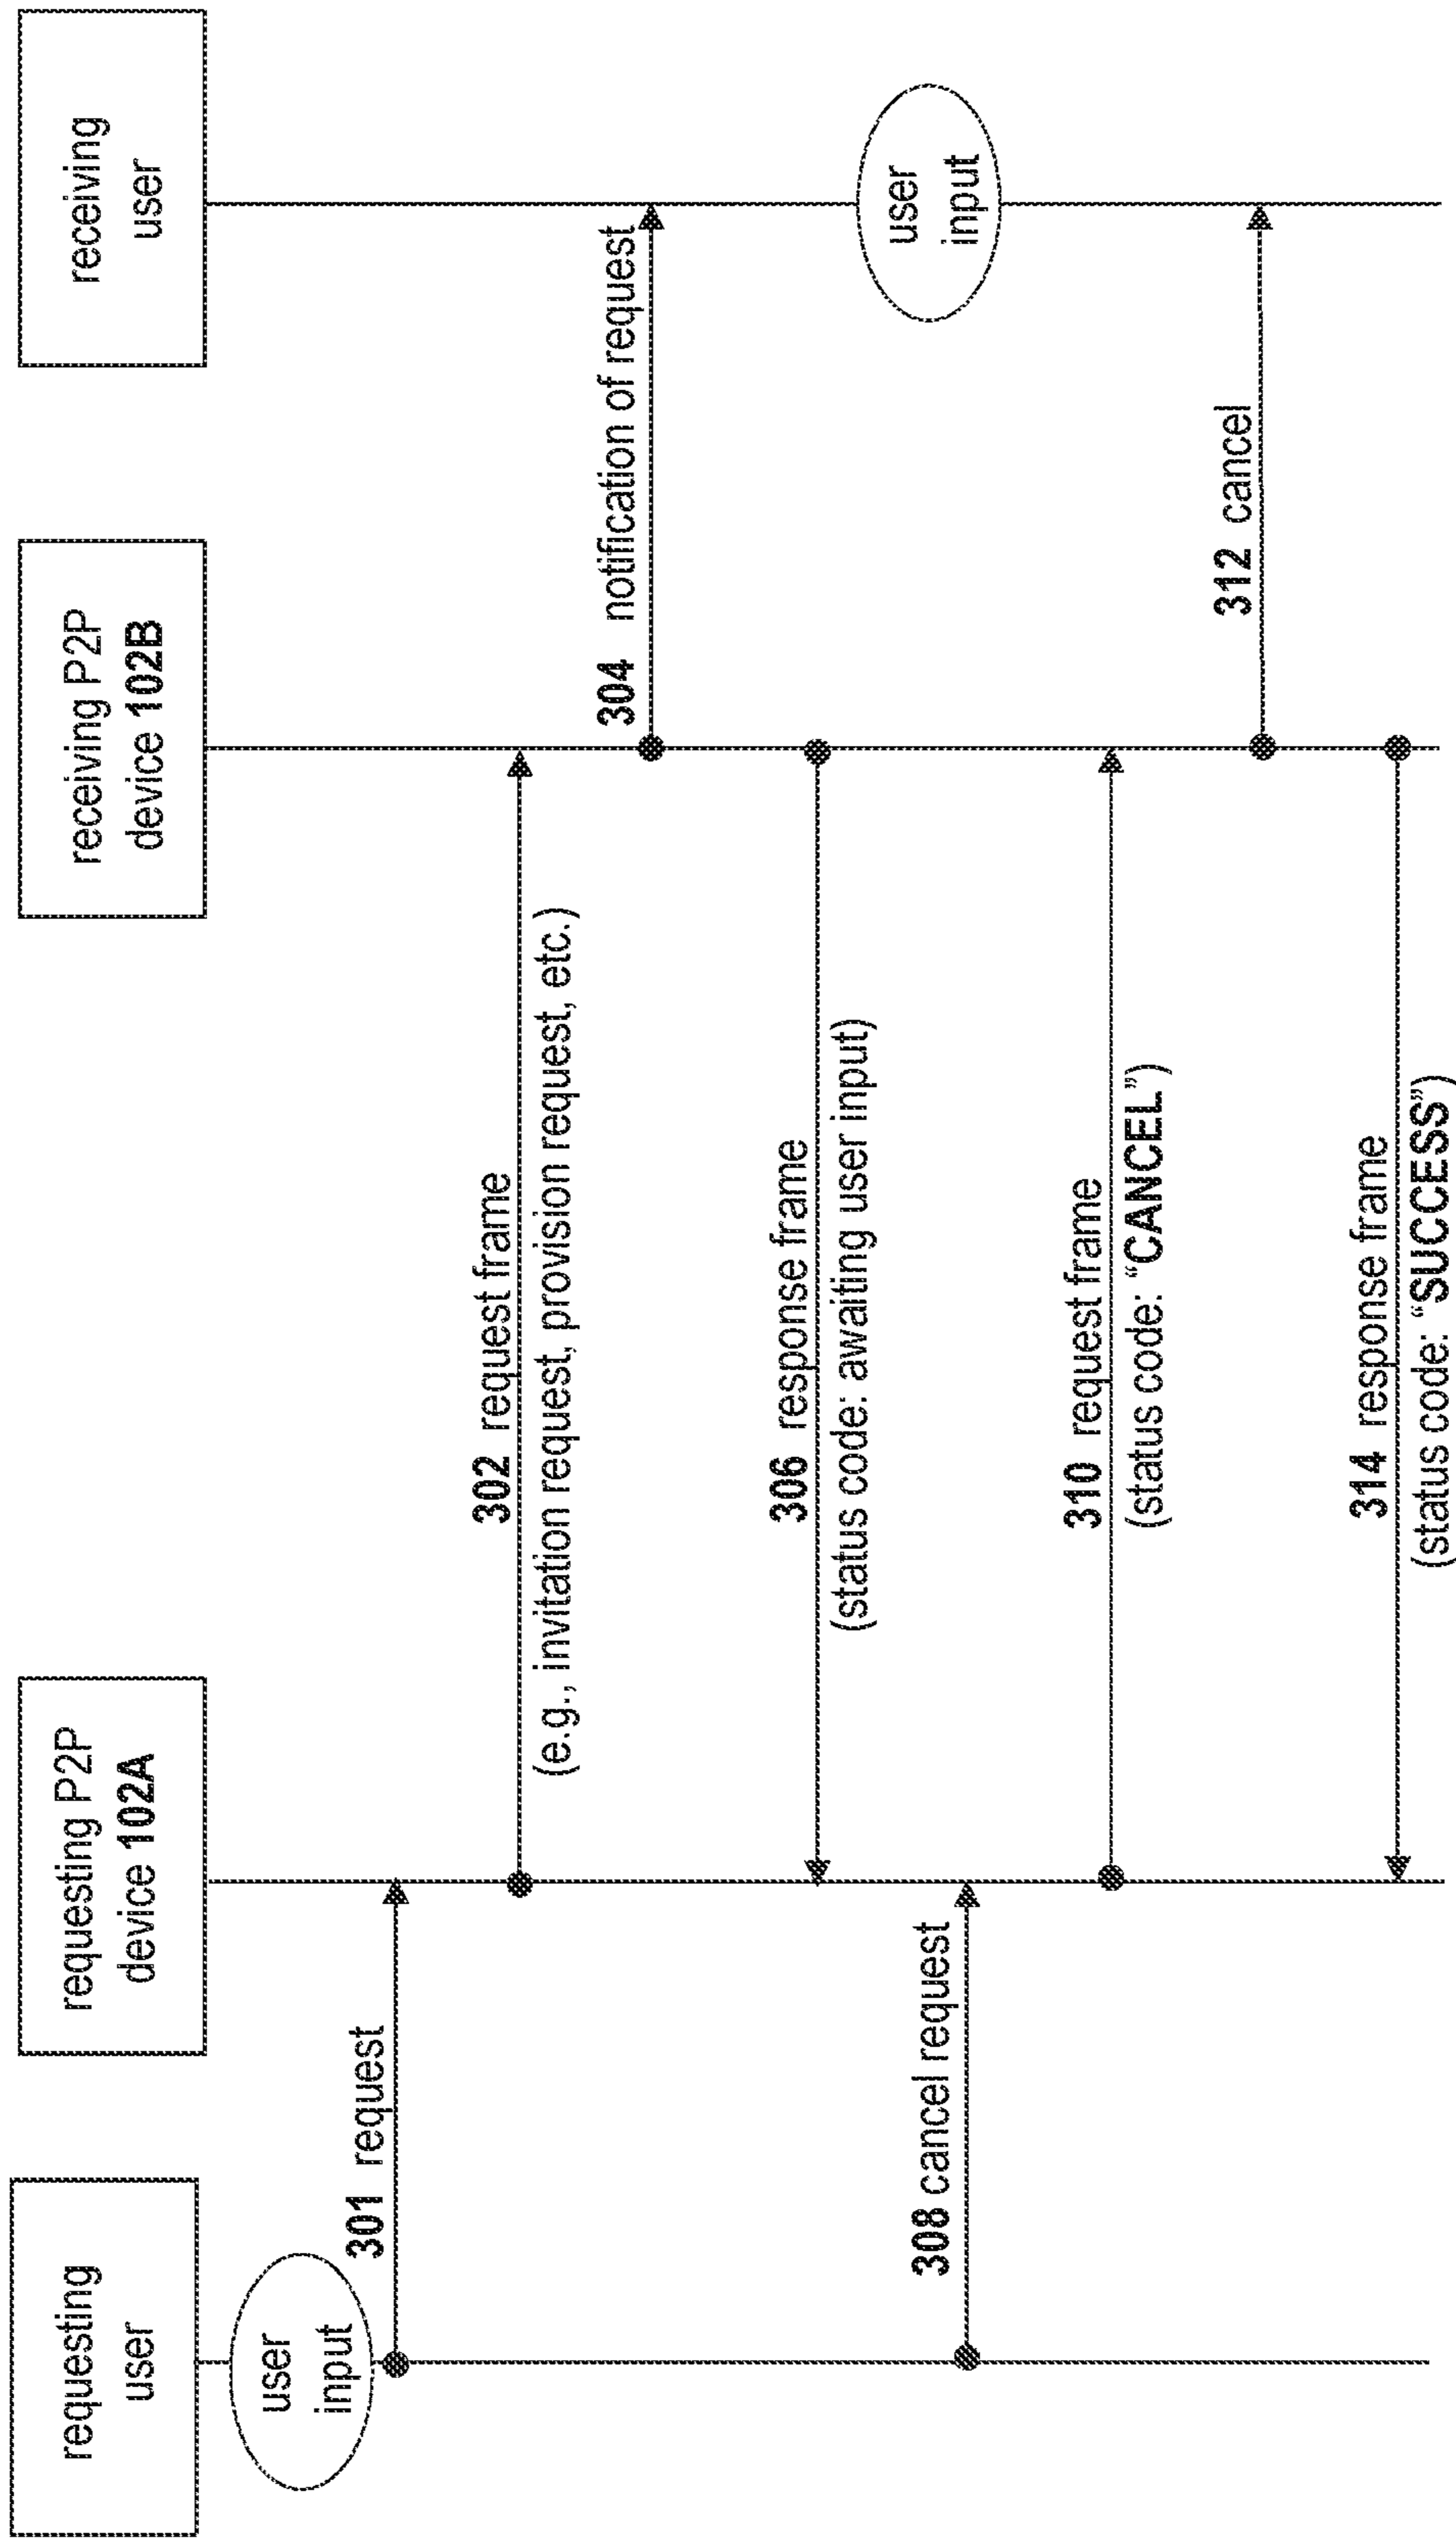 requesting
user
requesting P2P
device 102A
receiving P2P
device 102B
receiving
user
user
input
301 request
302 request frame
(e.g., invitation request, provision request, etc.)
304 notification of request
306 response frame
(status code: awaiting user input)
user
input
308 cancel request
310 request frame
(status code: “CANCEL”)
312 cancel
314 response frame
(status code: “SUCCESS”)